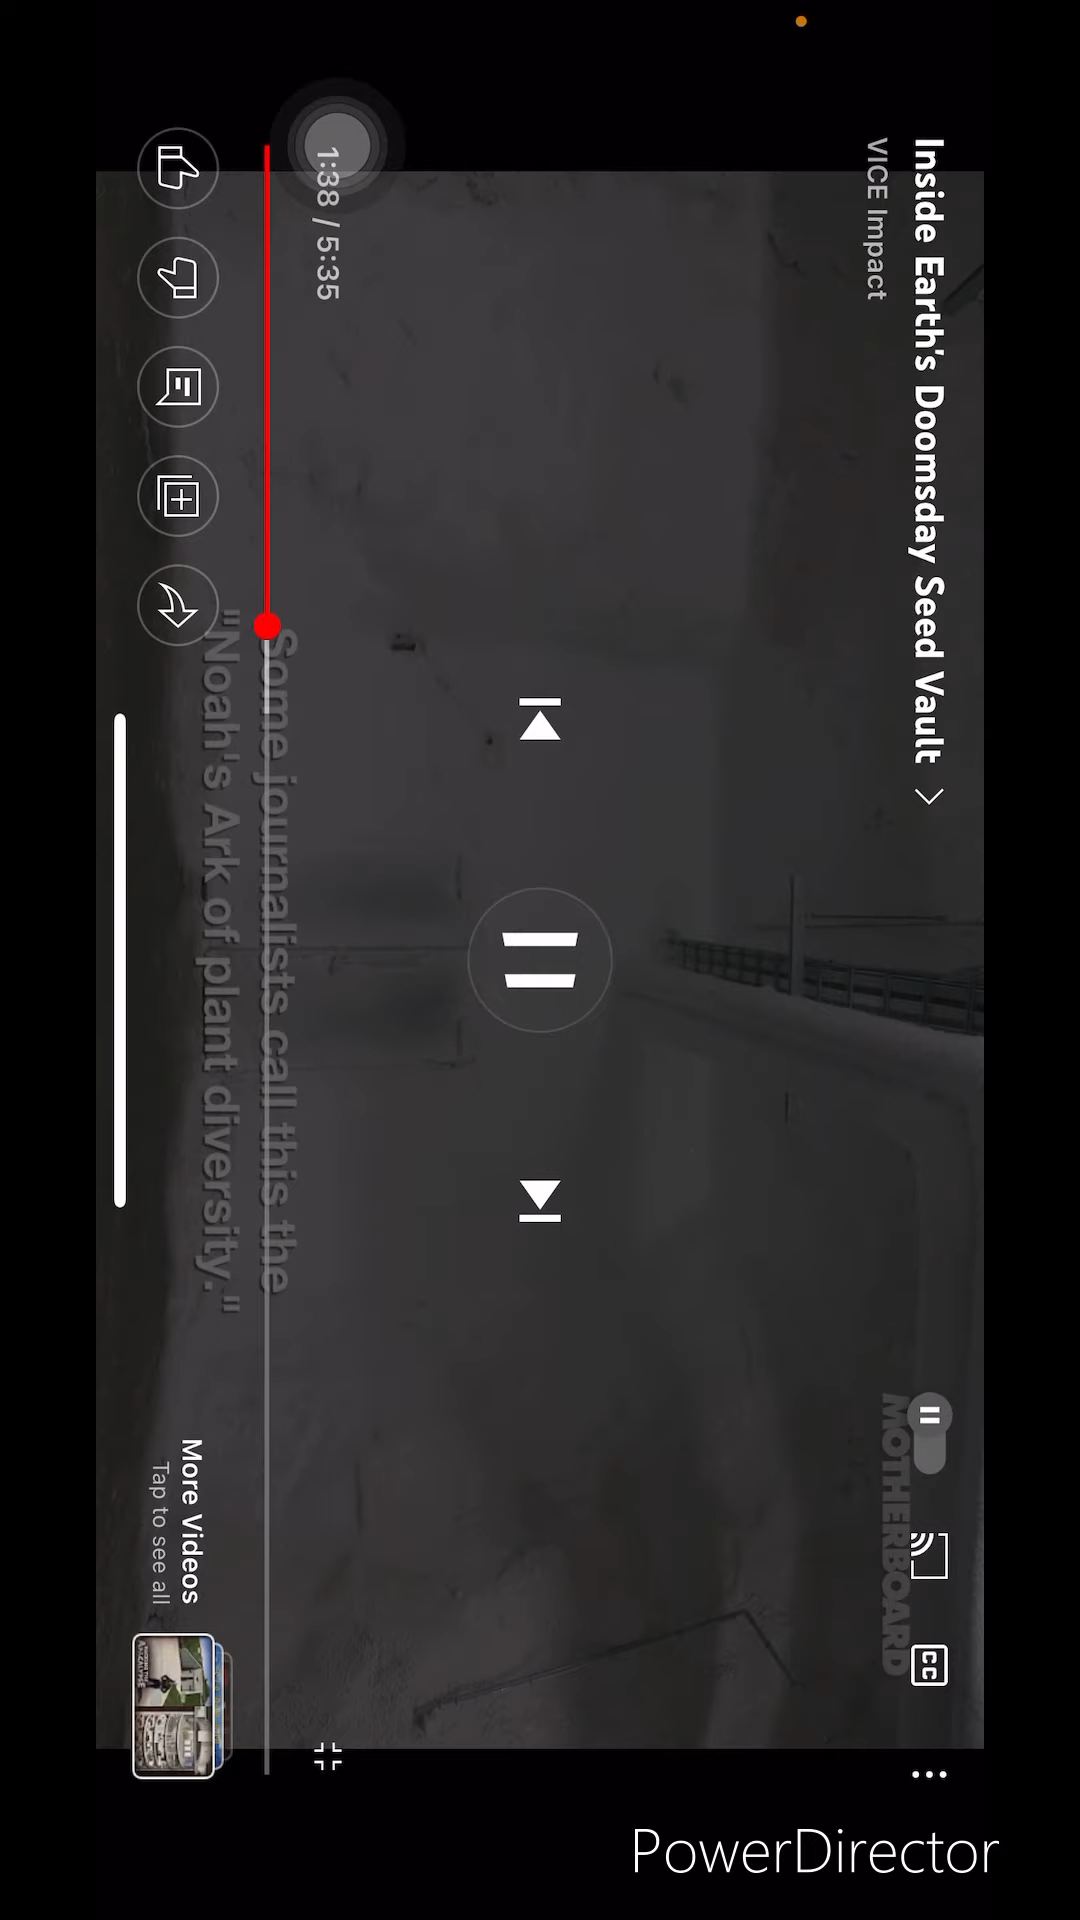 Inside Earth's Doomsday Seed Vault
VICE Impact
MOTHERBOARD
CC
1:38 / 5:35
Some journalists call this the
"Noah's Ark of plant diversity."
More Videos
Tap to see all
PowerDirector